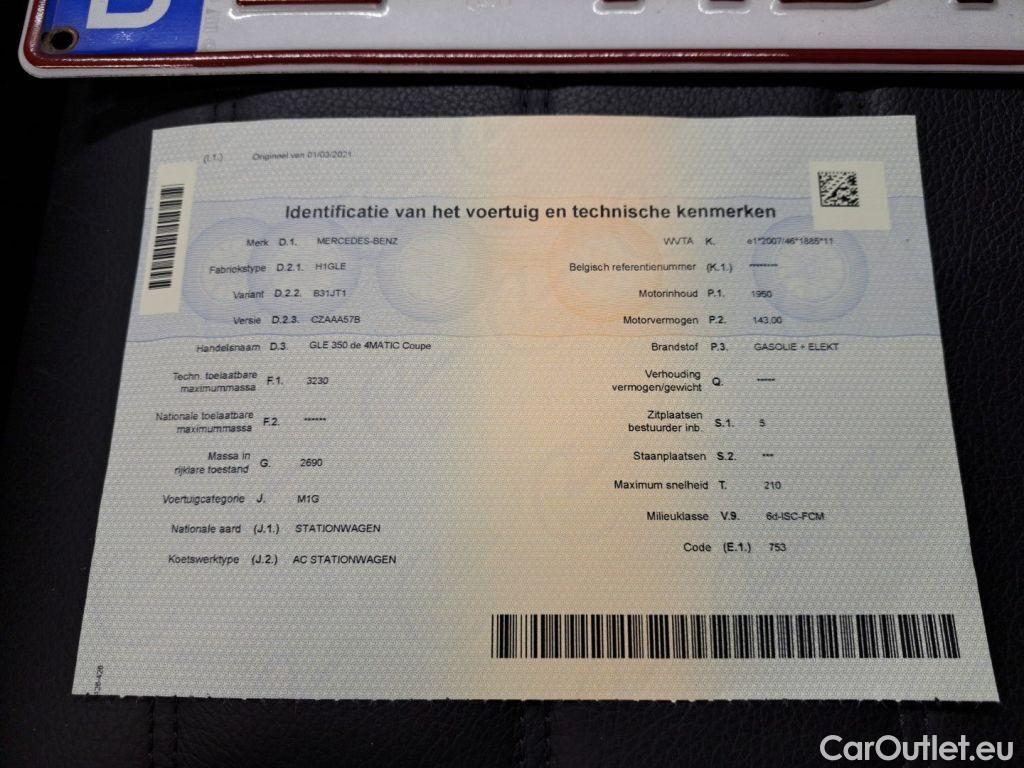 B
(I.1.) Origineel van 01/03/2021
Identificatie van het voertuig en technische kenmerken
Merk D.1. MERCEDES-BENZ
Fabriekstype D.2.1. H1GLE
Variant D.2.2. B31JT1
Versie D.2.3. CZAAA57B
Handelsnaam D.3. GLE 350 de 4MATIC Coupe
Techn. toelaatbare
maximummassa F.1. 3230
Nationale toelaatbare
maximummassa F.2. ******
Massa in
rijklare toestand G. 2690
Voertuigcategorie J. M1G
Nationale aard (J.1.) STATIONWAGEN
Koetswerktype (J.2.) AC STATIONWAGEN
WVTA K. e1*2007/46*1885*11
Belgisch referentienummer (K.1.) ********
Motorinhoud P.1. 1950
Motorvermogen P.2. 143,00
Brandstof P.3. GASOLIE + ELEKT
Verhouding
vermogen/gewicht Q. *****
Zitplaatsen
bestuurder inb. S.1. 5
Staanplaatsen S.2. ***
Maximum snelheid T. 210
Milieuklasse V.9. 6d-ISC-FCM
Code (E.1.) 753
CarOutlet.eu